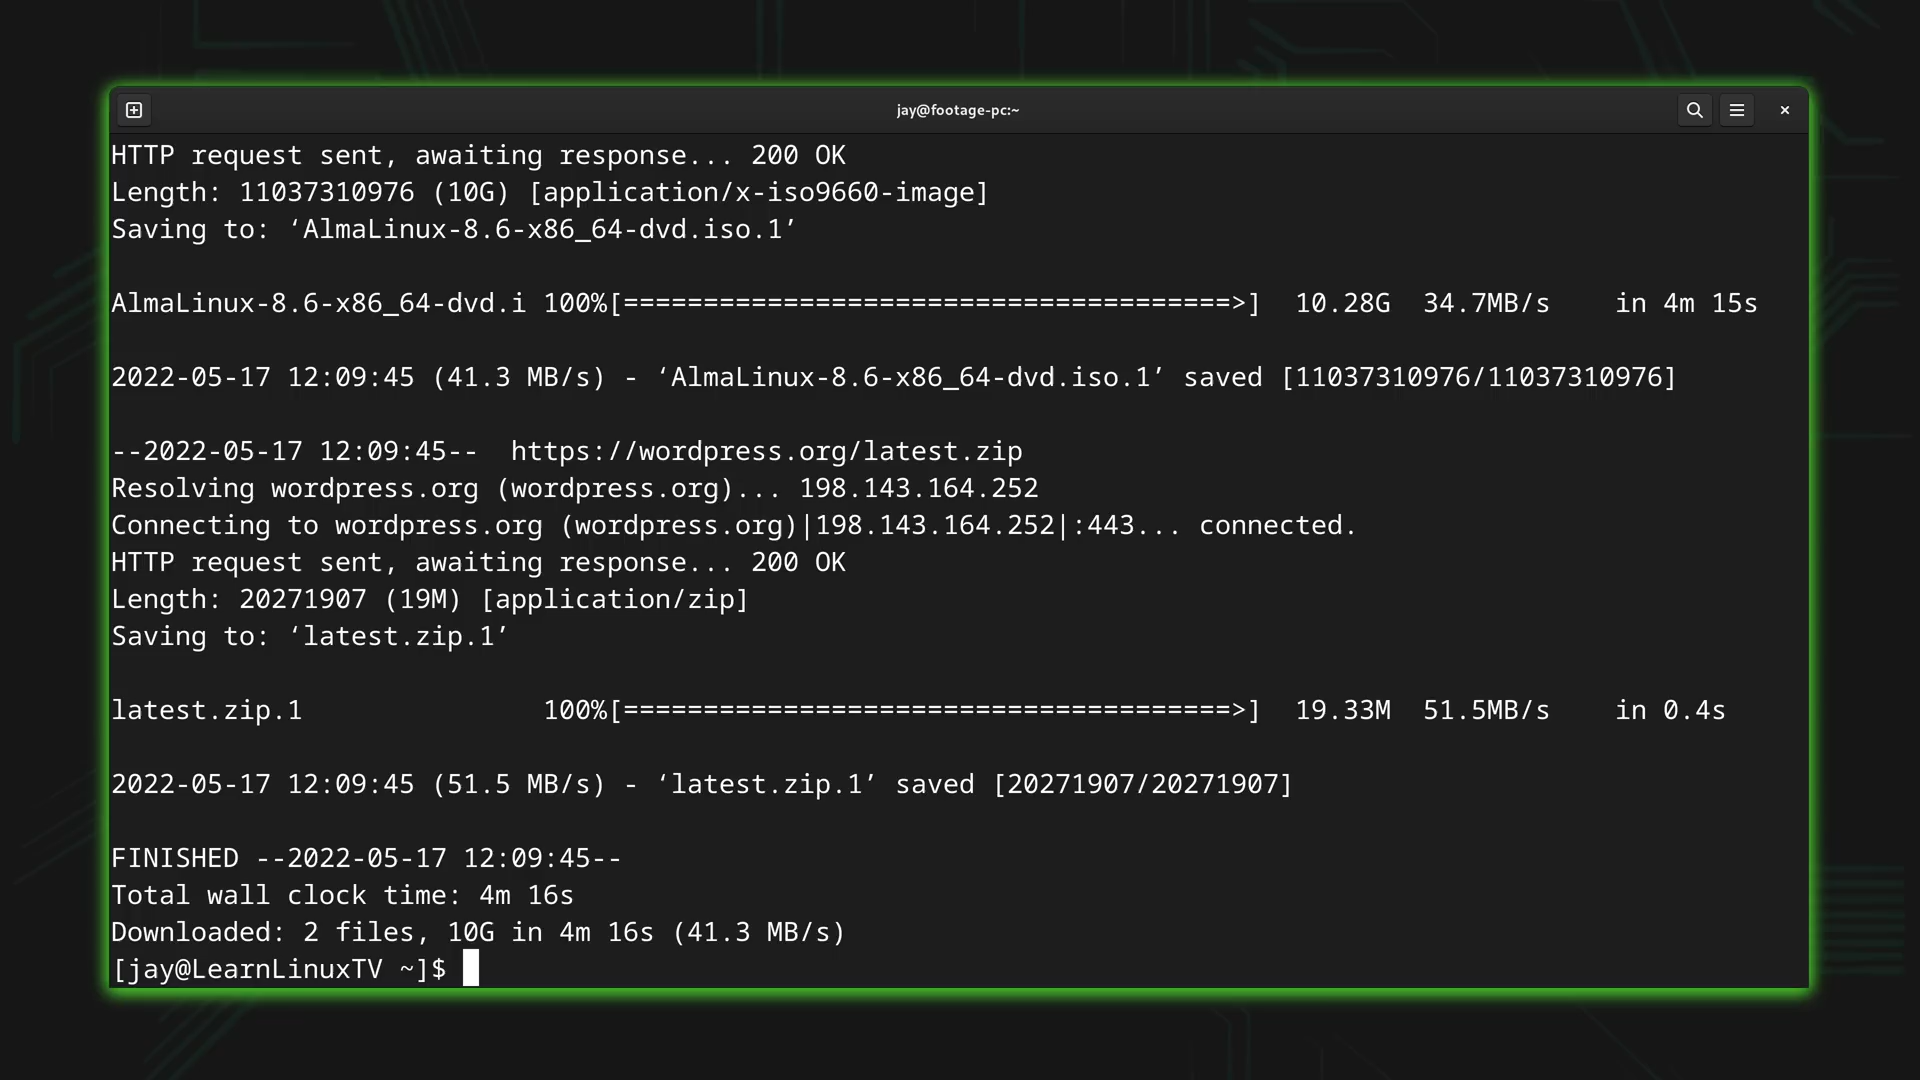 jay@footage-pc:~
HTTP request sent, awaiting response... 200 OK
Length: 11037310976 (10G) [application/x-iso9660-image]
Saving to: ‘AlmaLinux-8.6-x86_64-dvd.iso.1’
AlmaLinux-8.6-x86_64-dvd.i 100%[======================================>]  10.28G  34.7MB/s    in 4m 15s
2022-05-17 12:09:45 (41.3 MB/s) - ‘AlmaLinux-8.6-x86_64-dvd.iso.1’ saved [11037310976/11037310976]
--2022-05-17 12:09:45--  https://wordpress.org/latest.zip
Resolving wordpress.org (wordpress.org)... 198.143.164.252
Connecting to wordpress.org (wordpress.org)|198.143.164.252|:443... connected.
HTTP request sent, awaiting response... 200 OK
Length: 20271907 (19M) [application/zip]
Saving to: ‘latest.zip.1’
latest.zip.1               100%[======================================>]  19.33M  51.5MB/s    in 0.4s
2022-05-17 12:09:45 (51.5 MB/s) - ‘latest.zip.1’ saved [20271907/20271907]
FINISHED --2022-05-17 12:09:45--
Total wall clock time: 4m 16s
Downloaded: 2 files, 10G in 4m 16s (41.3 MB/s)
[jay@LearnLinuxTV ~]$